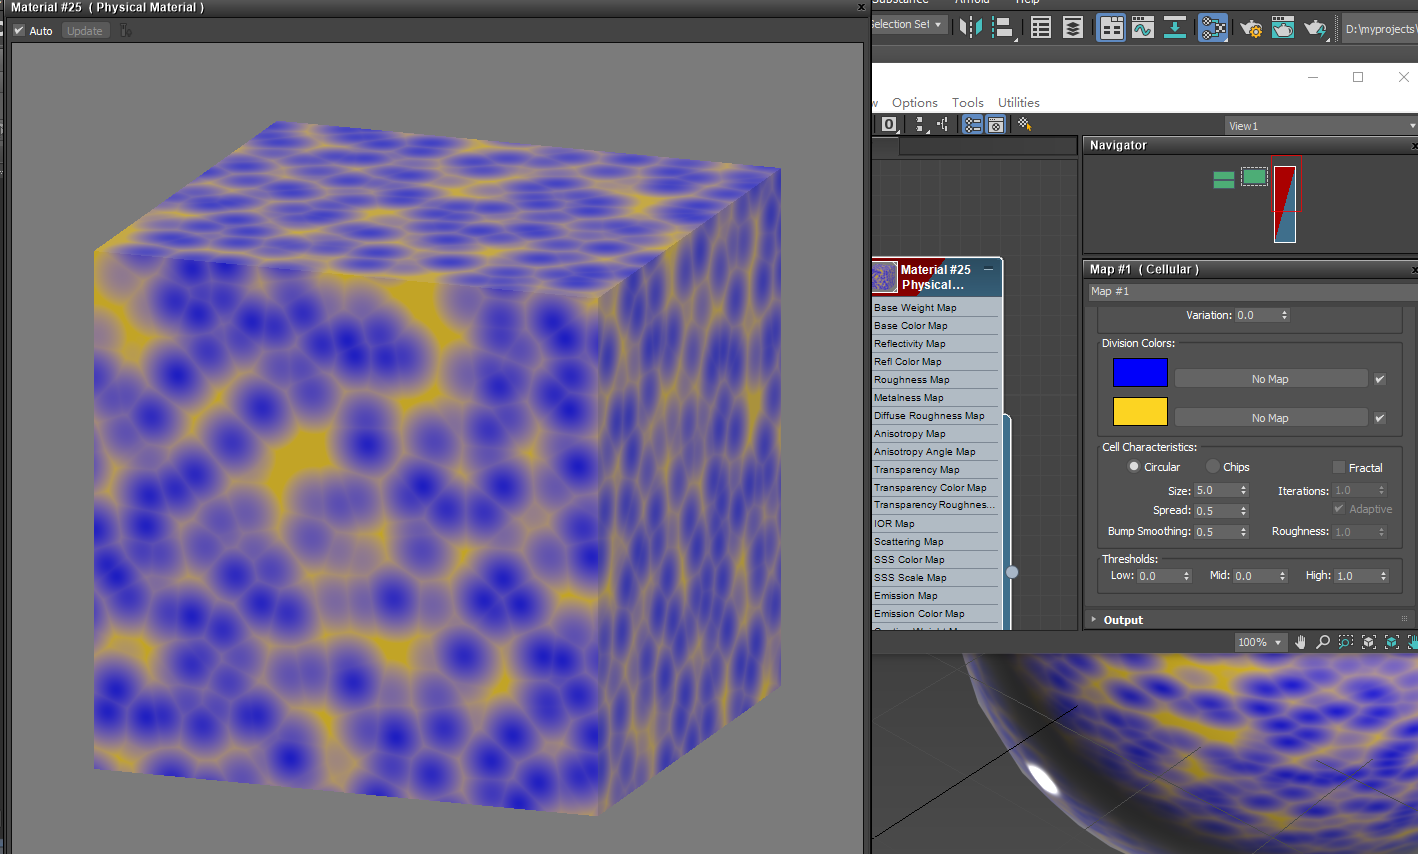 Material #25 ( Physical Material )
Auto
Update
Substance
Arnold
Help
Selection Set
D:\myprojects\
Options
Tools
Utilities
View1
Navigator
Material #25
Physical...
Base Weight Map
Base Color Map
Reflectivity Map
Refl Color Map
Roughness Map
Metalness Map
Diffuse Roughness Map
Anisotropy Map
Anisotropy Angle Map
Transparency Map
Transparency Color Map
Transparency Roughnes...
IOR Map
Scattering Map
SSS Color Map
SSS Scale Map
Emission Map
Emission Color Map
Map #1 ( Cellular )
Map #1
Variation: 0.0
Division Colors:
No Map
No Map
Cell Characteristics:
Circular
Chips
Fractal
Size: 5.0
Iterations: 1.0
Spread: 0.5
Adaptive
Bump Smoothing: 0.5
Roughness: 1.0
Thresholds:
Low: 0.0
Mid: 0.0
High: 1.0
Output
100%